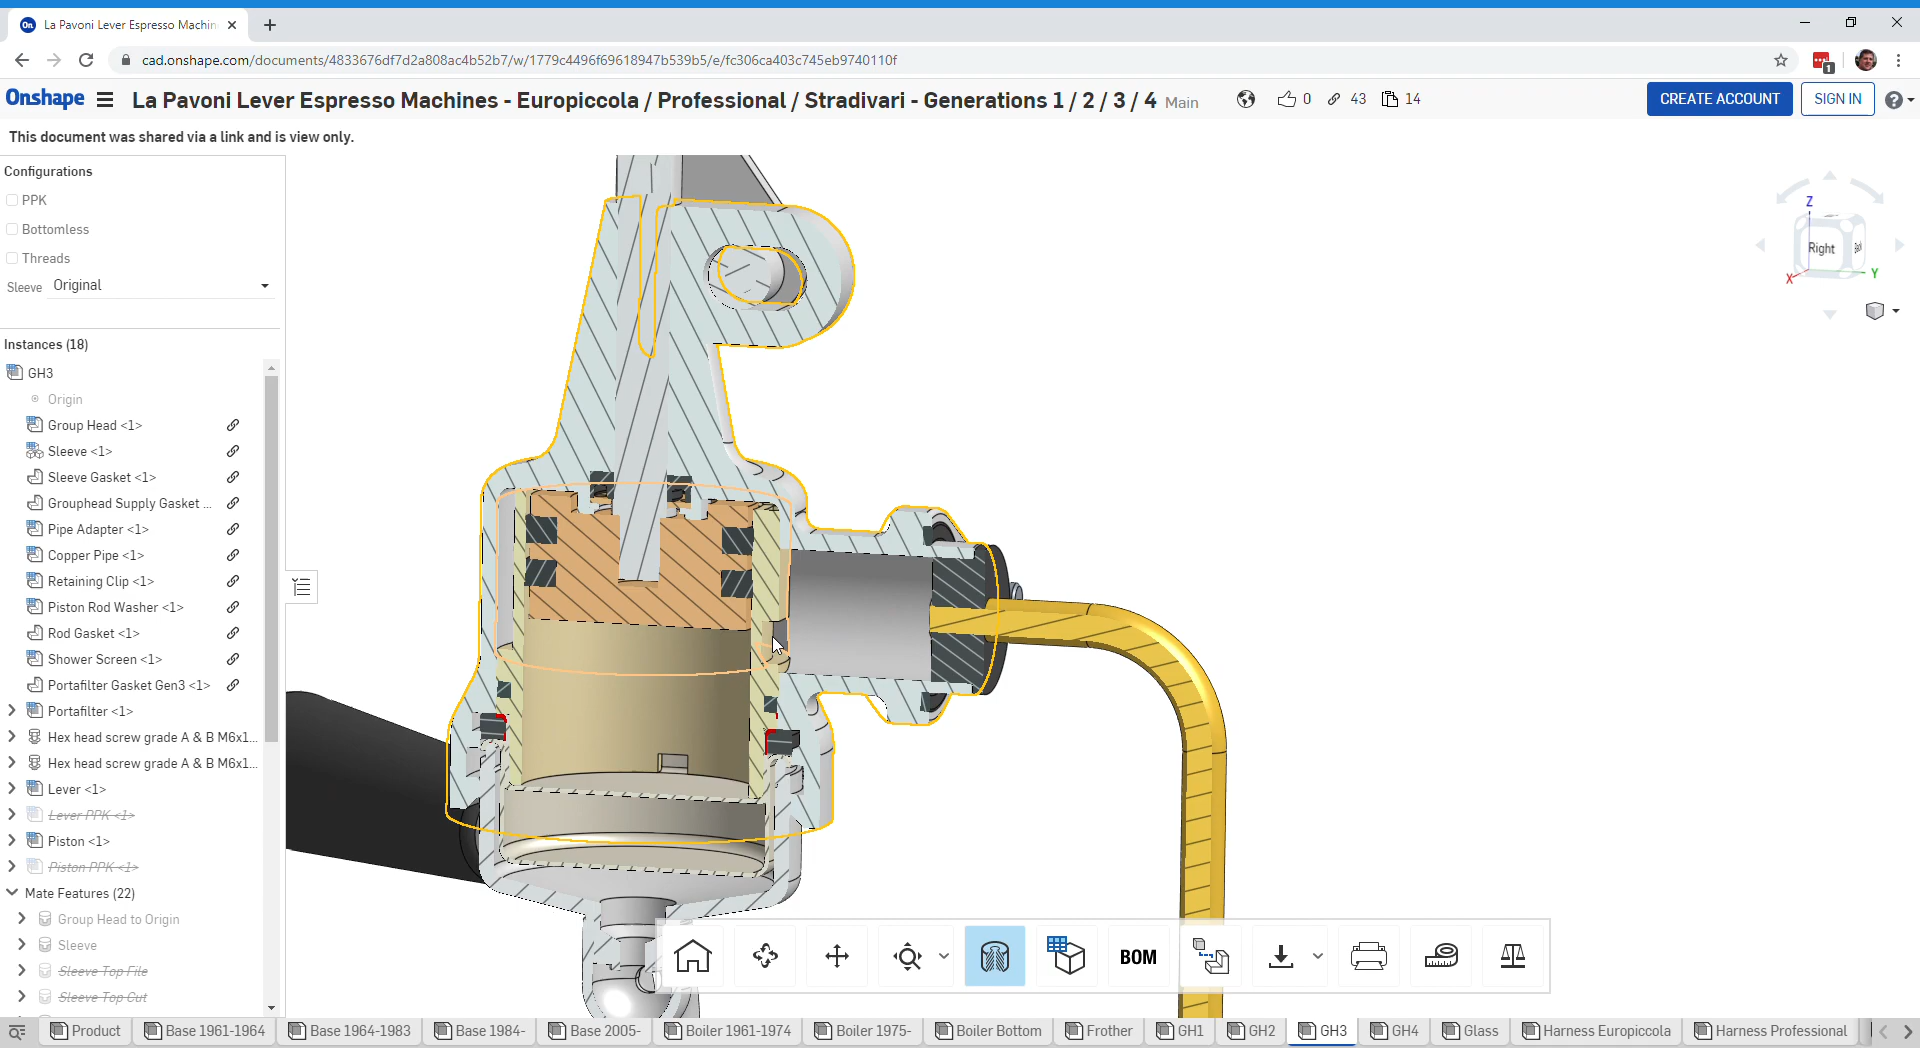 La Pavoni Lever Espresso Machin
cad.onshape.com/documents/4833676df7d2a808ac4b52b7/w/1779c4496f69618947b539b5/e/fc306ca403c745eb9740110f
1
Onshape
La Pavoni Lever Espresso Machines - Europiccola / Professional / Stradivari - Generations 1 / 2 / 3 / 4 Main
0
43
14
CREATE ACCOUNT
SIGN IN
This document was shared via a link and is view only.
Configurations
PPK
Bottomless
Threads
Sleeve Original
Z
Right
X
Y
Instances (18)
GH3
Origin
Group Head <1>
Sleeve <1>
Sleeve Gasket <1>
Grouphead Supply Gasket ...
Pipe Adapter <1>
Copper Pipe <1>
Retaining Clip <1>
Piston Rod Washer <1>
Rod Gasket <1>
Shower Screen <1>
Portafilter Gasket Gen3 <1>
Portafilter <1>
Hex head screw grade A & B M6x1...
Hex head screw grade A & B M6x1...
Lever <1>
Lever PPK <1>
Piston <1>
Piston PPK <1>
Mate Features (22)
Group Head to Origin
Sleeve
Sleeve Top File
Sleeve Top Cut
BOM
Product
Base 1961-1964
Base 1964-1983
Base 1984-
Base 2005-
Boiler 1961-1974
Boiler 1975-
Boiler Bottom
Frother
GH1
GH2
GH3
GH4
Glass
Harness Europiccola
Harness Professional